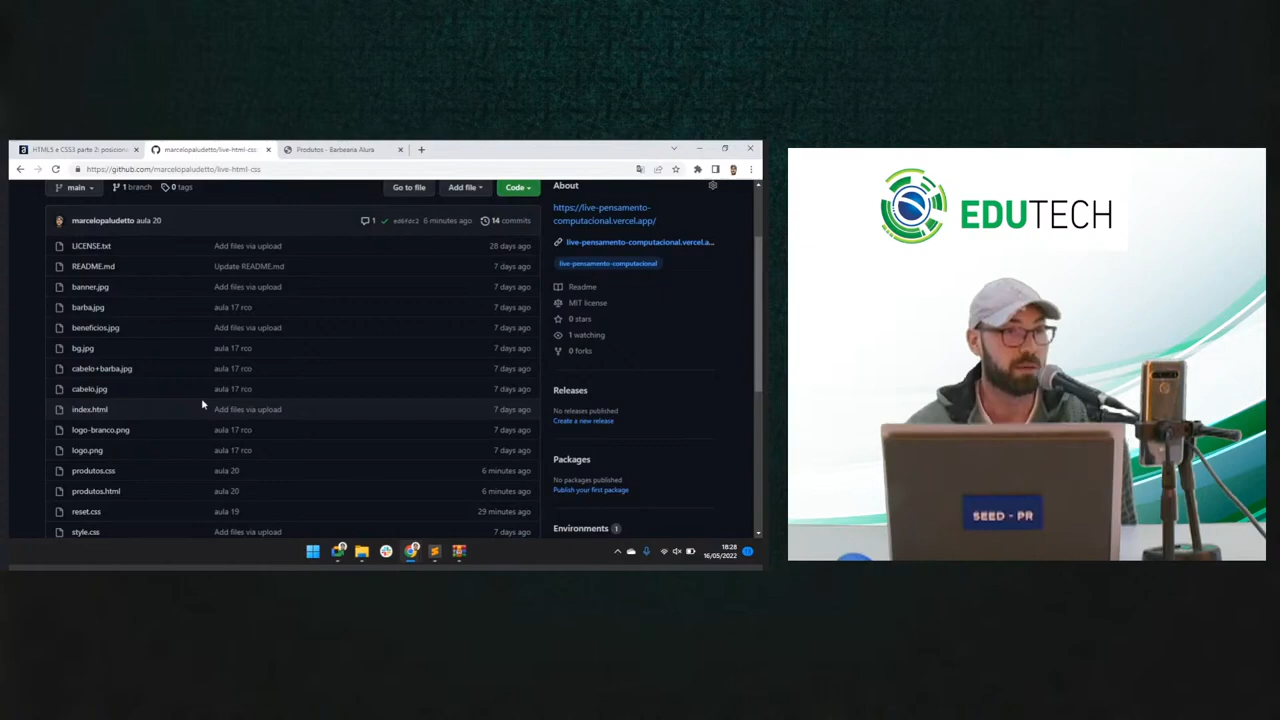 HTML5 e CSS3 parte 2: posicion
marcelopaludetto/live-html-css:
Produtos - Barbearia Alura
https://github.com/marcelopaludetto/live-html-css
main
1 branch
0 tags
Go to file
Add file
Code
About
marcelopaludetto aula 20
1
6 minutes ago
14 commits
https://live-pensamento-
computacional.vercel.app/
live-pensamento-computacional.vercel.a...
live-pensamento-computacional
LICENSE.txt Add files via upload 28 days ago
README.md Update README.md 7 days ago
banner.jpg Add files via upload 7 days ago
barba.jpg aula 17 rco 7 days ago
beneficios.jpg Add files via upload 7 days ago
bg.jpg aula 17 rco 7 days ago
cabelo+barba.jpg aula 17 rco 7 days ago
cabelo.jpg aula 17 rco 7 days ago
index.html Add files via upload 7 days ago
logo-branco.png aula 17 rco 7 days ago
logo.png aula 17 rco 7 days ago
produtos.css aula 20 6 minutes ago
produtos.html aula 20 6 minutes ago
reset.css aula 19 29 minutes ago
style.css Add files via upload 7 days ago
Readme
MIT license
0 stars
1 watching
0 forks
Releases
No releases published
Create a new release
Packages
No packages published
Publish your first package
Environments 1
18:28
16/05/2022
EDUTECH
SEED - PR